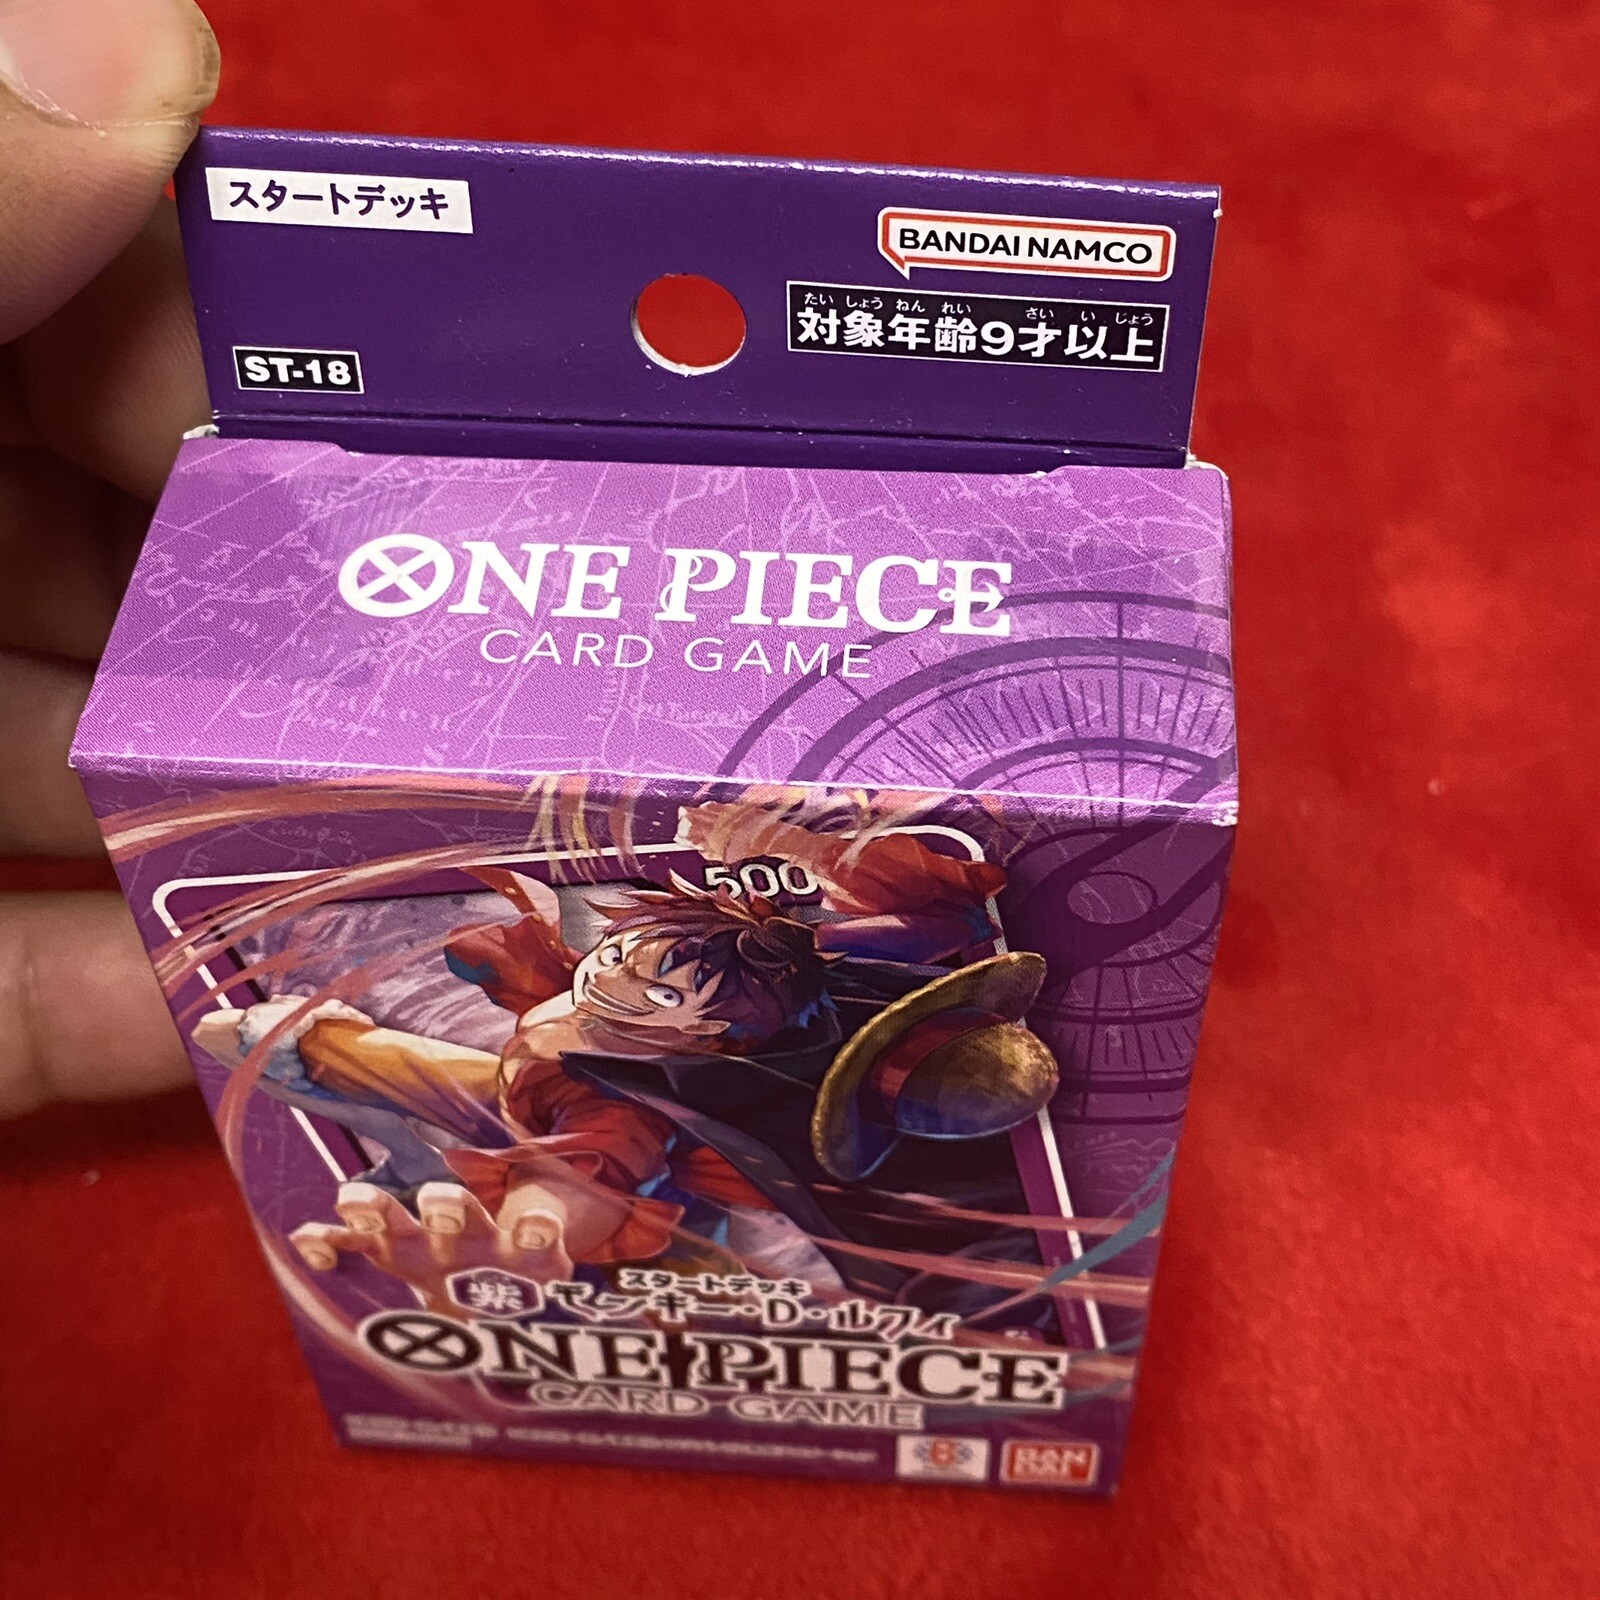 スタートデッキ
BANDAI NAMCO
たい しょう ねん れい さい い じょう
対象年齢9才以上
ST-18
ONE PIECE
CARD GAME
500
スタートデッキ
紫 モンキー・D・ルフィ
ONE PIECE
CARD GAME
BAN
DAI